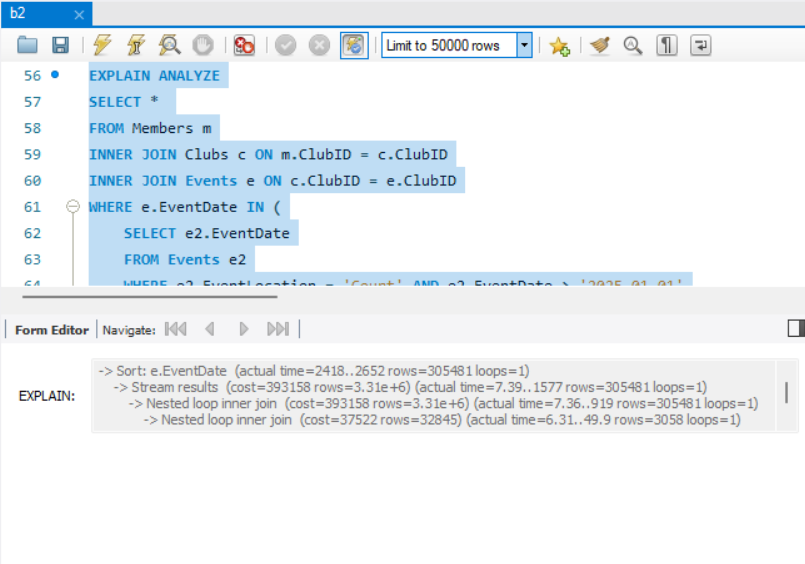 b2
Limit to 50000 rows
56 EXPLAIN ANALYZE
57 SELECT *
58 FROM Members m
59 INNER JOIN Clubs c ON m.ClubID = c.ClubID
60 INNER JOIN Events e ON c.ClubID = e.ClubID
61 WHERE e.EventDate IN (
62 SELECT e2.EventDate
63 FROM Events e2
64 WHERE e2.EventLocation = 'Court' AND e2.EventDate > '2025-01-01'
Form Editor Navigate:
EXPLAIN:
-> Sort: e.EventDate (actual time=2418..2652 rows=305481 loops=1)
-> Stream results (cost=393158 rows=3.31e+6) (actual time=7.39..1577 rows=305481 loops=1)
-> Nested loop inner join (cost=393158 rows=3.31e+6) (actual time=7.36..919 rows=305481 loops=1)
-> Nested loop inner join (cost=37522 rows=32845) (actual time=6.31..49.9 rows=3058 loops=1)